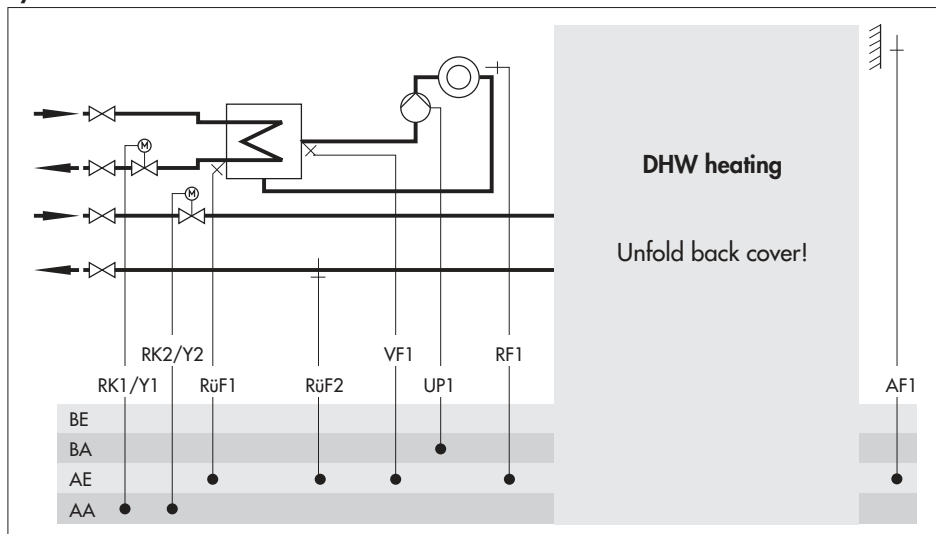 M
M
DHW heating
Unfold back cover!
RK2/Y2 VF1 RF1
RK1/Y1 RüF1 RüF2 UP1 AF1
BE
BA
AE
AA